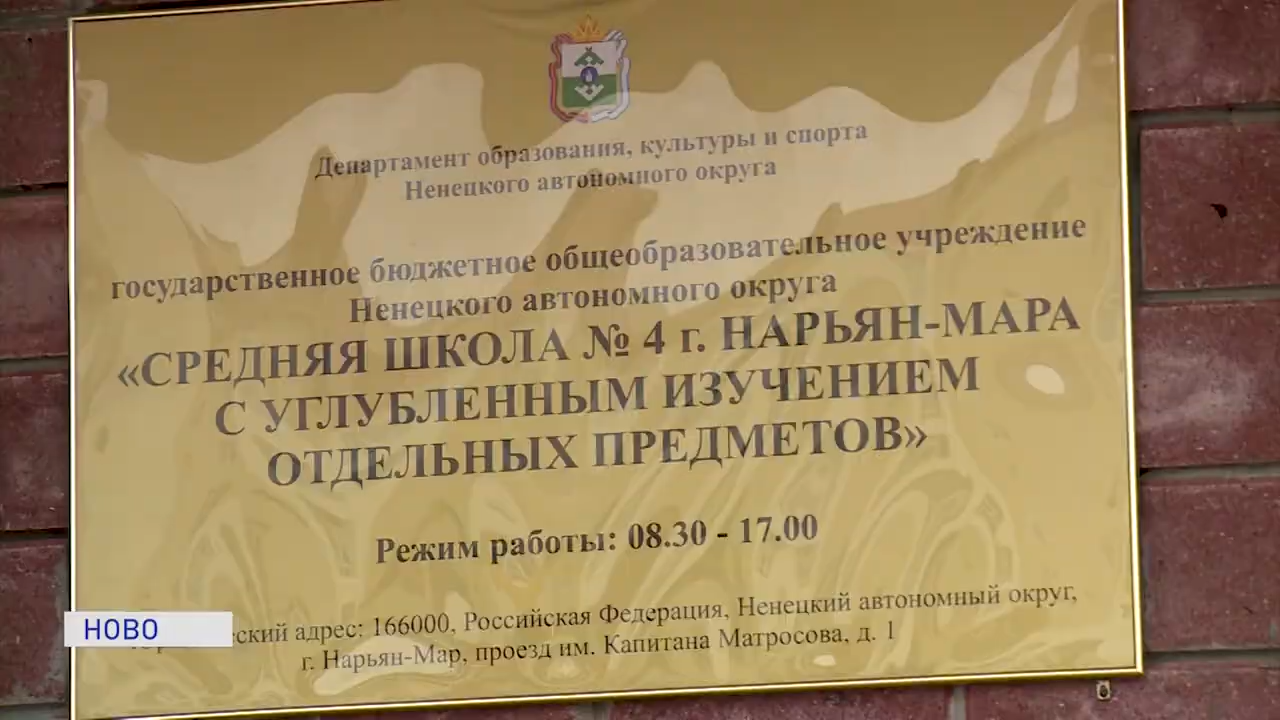 Департамент образования, культуры и спорта
Ненецкого автономного округа
государственное бюджетное общеобразовательное учреждение
Ненецкого автономного округа
«СРЕДНЯЯ ШКОЛА № 4 г. НАРЬЯН-МАРА
С УГЛУБЛЕННЫМ ИЗУЧЕНИЕМ
ОТДЕЛЬНЫХ ПРЕДМЕТОВ»
Режим работы: 08.30 - 17.00
адрес: 166000, Российская Федерация, Ненецкий автономный округ,
г. Нарьян-Мар, проезд им. Капитана Матросова, д. 1
НОВО